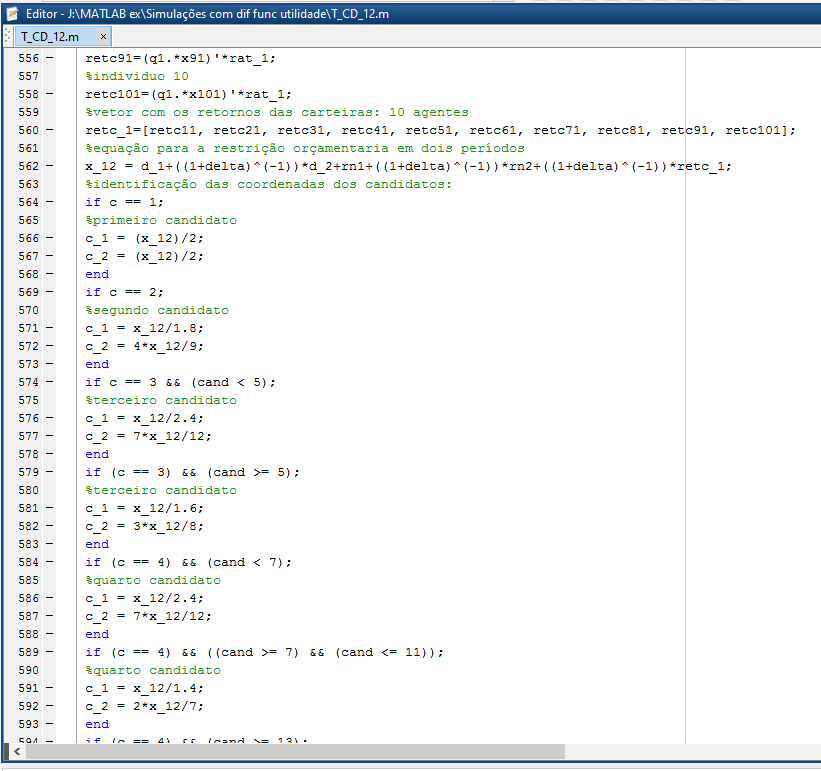 Editor - J:\MATLAB ex\Simulações com dif func utilidade\T_CD_12.m
T_CD_12.m ×
556 – retc91=(q1.*x91)'*rat_1;
557 %individuo 10
558 – retc101=(q1.*x101)'*rat_1;
559 %vetor com os retornos das carteiras: 10 agentes
560 – retc_1=[retc11, retc21, retc31, retc41, retc51, retc61, retc71, retc81, retc91, retc101];
561 %equação para a restrição orçamentaria em dois períodos
562 – x_12 = d_1+((1+delta)^(-1))*d_2+rn1+((1+delta)^(-1))*rn2+((1+delta)^(-1))*retc_1;
563 %identificação das coordenadas dos candidatos:
564 – if c == 1;
565 %primeiro candidato
566 – c_1 = (x_12)/2;
567 – c_2 = (x_12)/2;
568 – end
569 – if c == 2;
570 %segundo candidato
571 – c_1 = x_12/1.8;
572 – c_2 = 4*x_12/9;
573 – end
574 – if c == 3 && (cand < 5);
575 %terceiro candidato
576 – c_1 = x_12/2.4;
577 – c_2 = 7*x_12/12;
578 – end
579 – if (c == 3) && (cand >= 5);
580 %terceiro candidato
581 – c_1 = x_12/1.6;
582 – c_2 = 3*x_12/8;
583 – end
584 – if (c == 4) && (cand < 7);
585 %quarto candidato
586 – c_1 = x_12/2.4;
587 – c_2 = 7*x_12/12;
588 – end
589 – if (c == 4) && ((cand >= 7) && (cand <= 11));
590 %quarto candidato
591 – c_1 = x_12/1.4;
592 – c_2 = 2*x_12/7;
593 – end
594 – if (c == 4) && (cand >= 13);